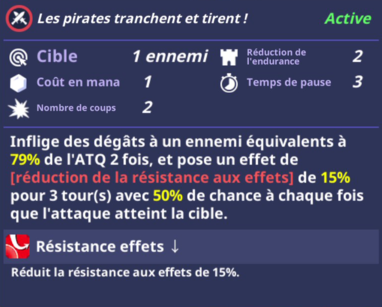 Les pirates tranchent et tirent ! Active
Cible 1 ennemi Réduction de l'endurance 2
Coût en mana 1 Temps de pause 3
Nombre de coups 2
Inflige des dégâts à un ennemi équivalents à
79% de l'ATQ 2 fois, et pose un effet de
[réduction de la résistance aux effets] de 15%
pour 3 tour(s) avec 50% de chance à chaque fois
que l'attaque atteint la cible.
Résistance effets ↓
Réduit la résistance aux effets de 15%.